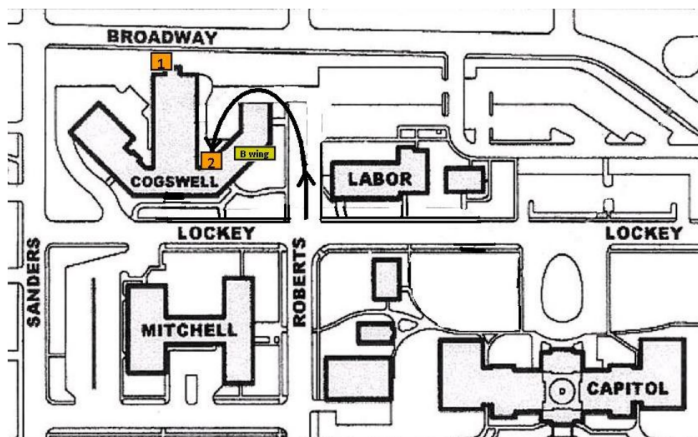 BROADWAY
1
2
B wing
COGSWELL
LABOR
LOCKEY
LOCKEY
SANDERS
ROBERTS
MITCHELL
CAPITOL